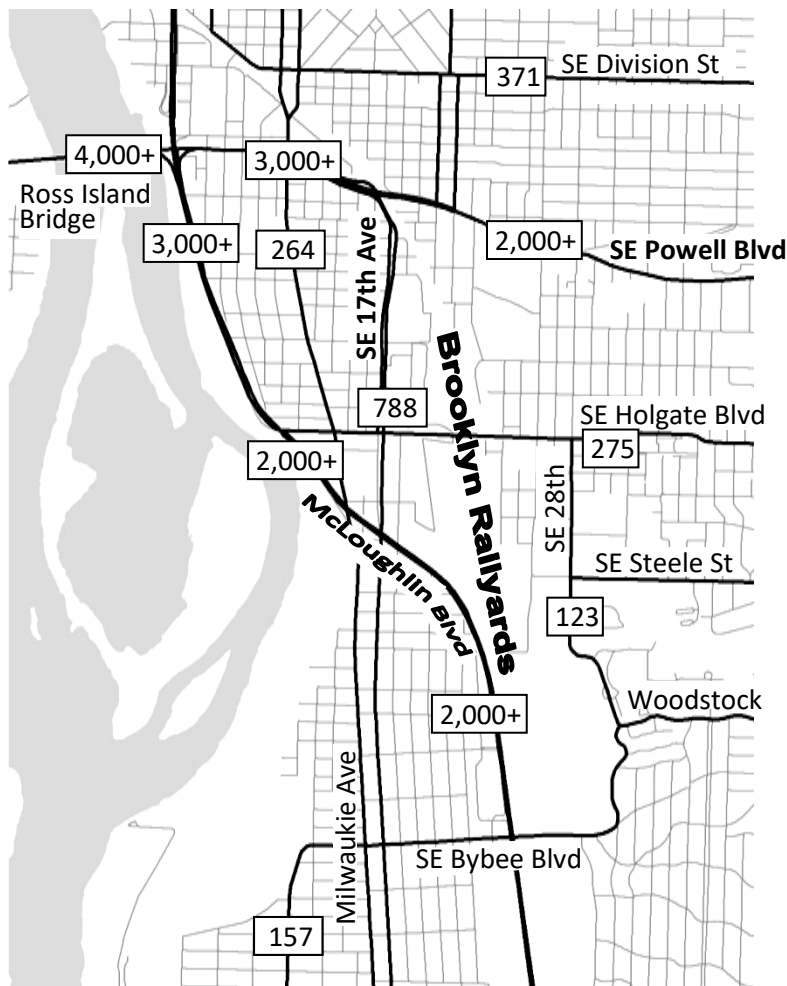 SE Division St
371
4,000+
3,000+
Ross Island
Bridge
3,000+
264
SE 17th Ave
2,000+
SE Powell Blvd
Brooklyn Rallyards
788
SE Holgate Blvd
275
2,000+
SE 28th
McLoughlin Blvd
SE Steele St
123
Woodstock
2,000+
Milwaukie Ave
SE Bybee Blvd
157